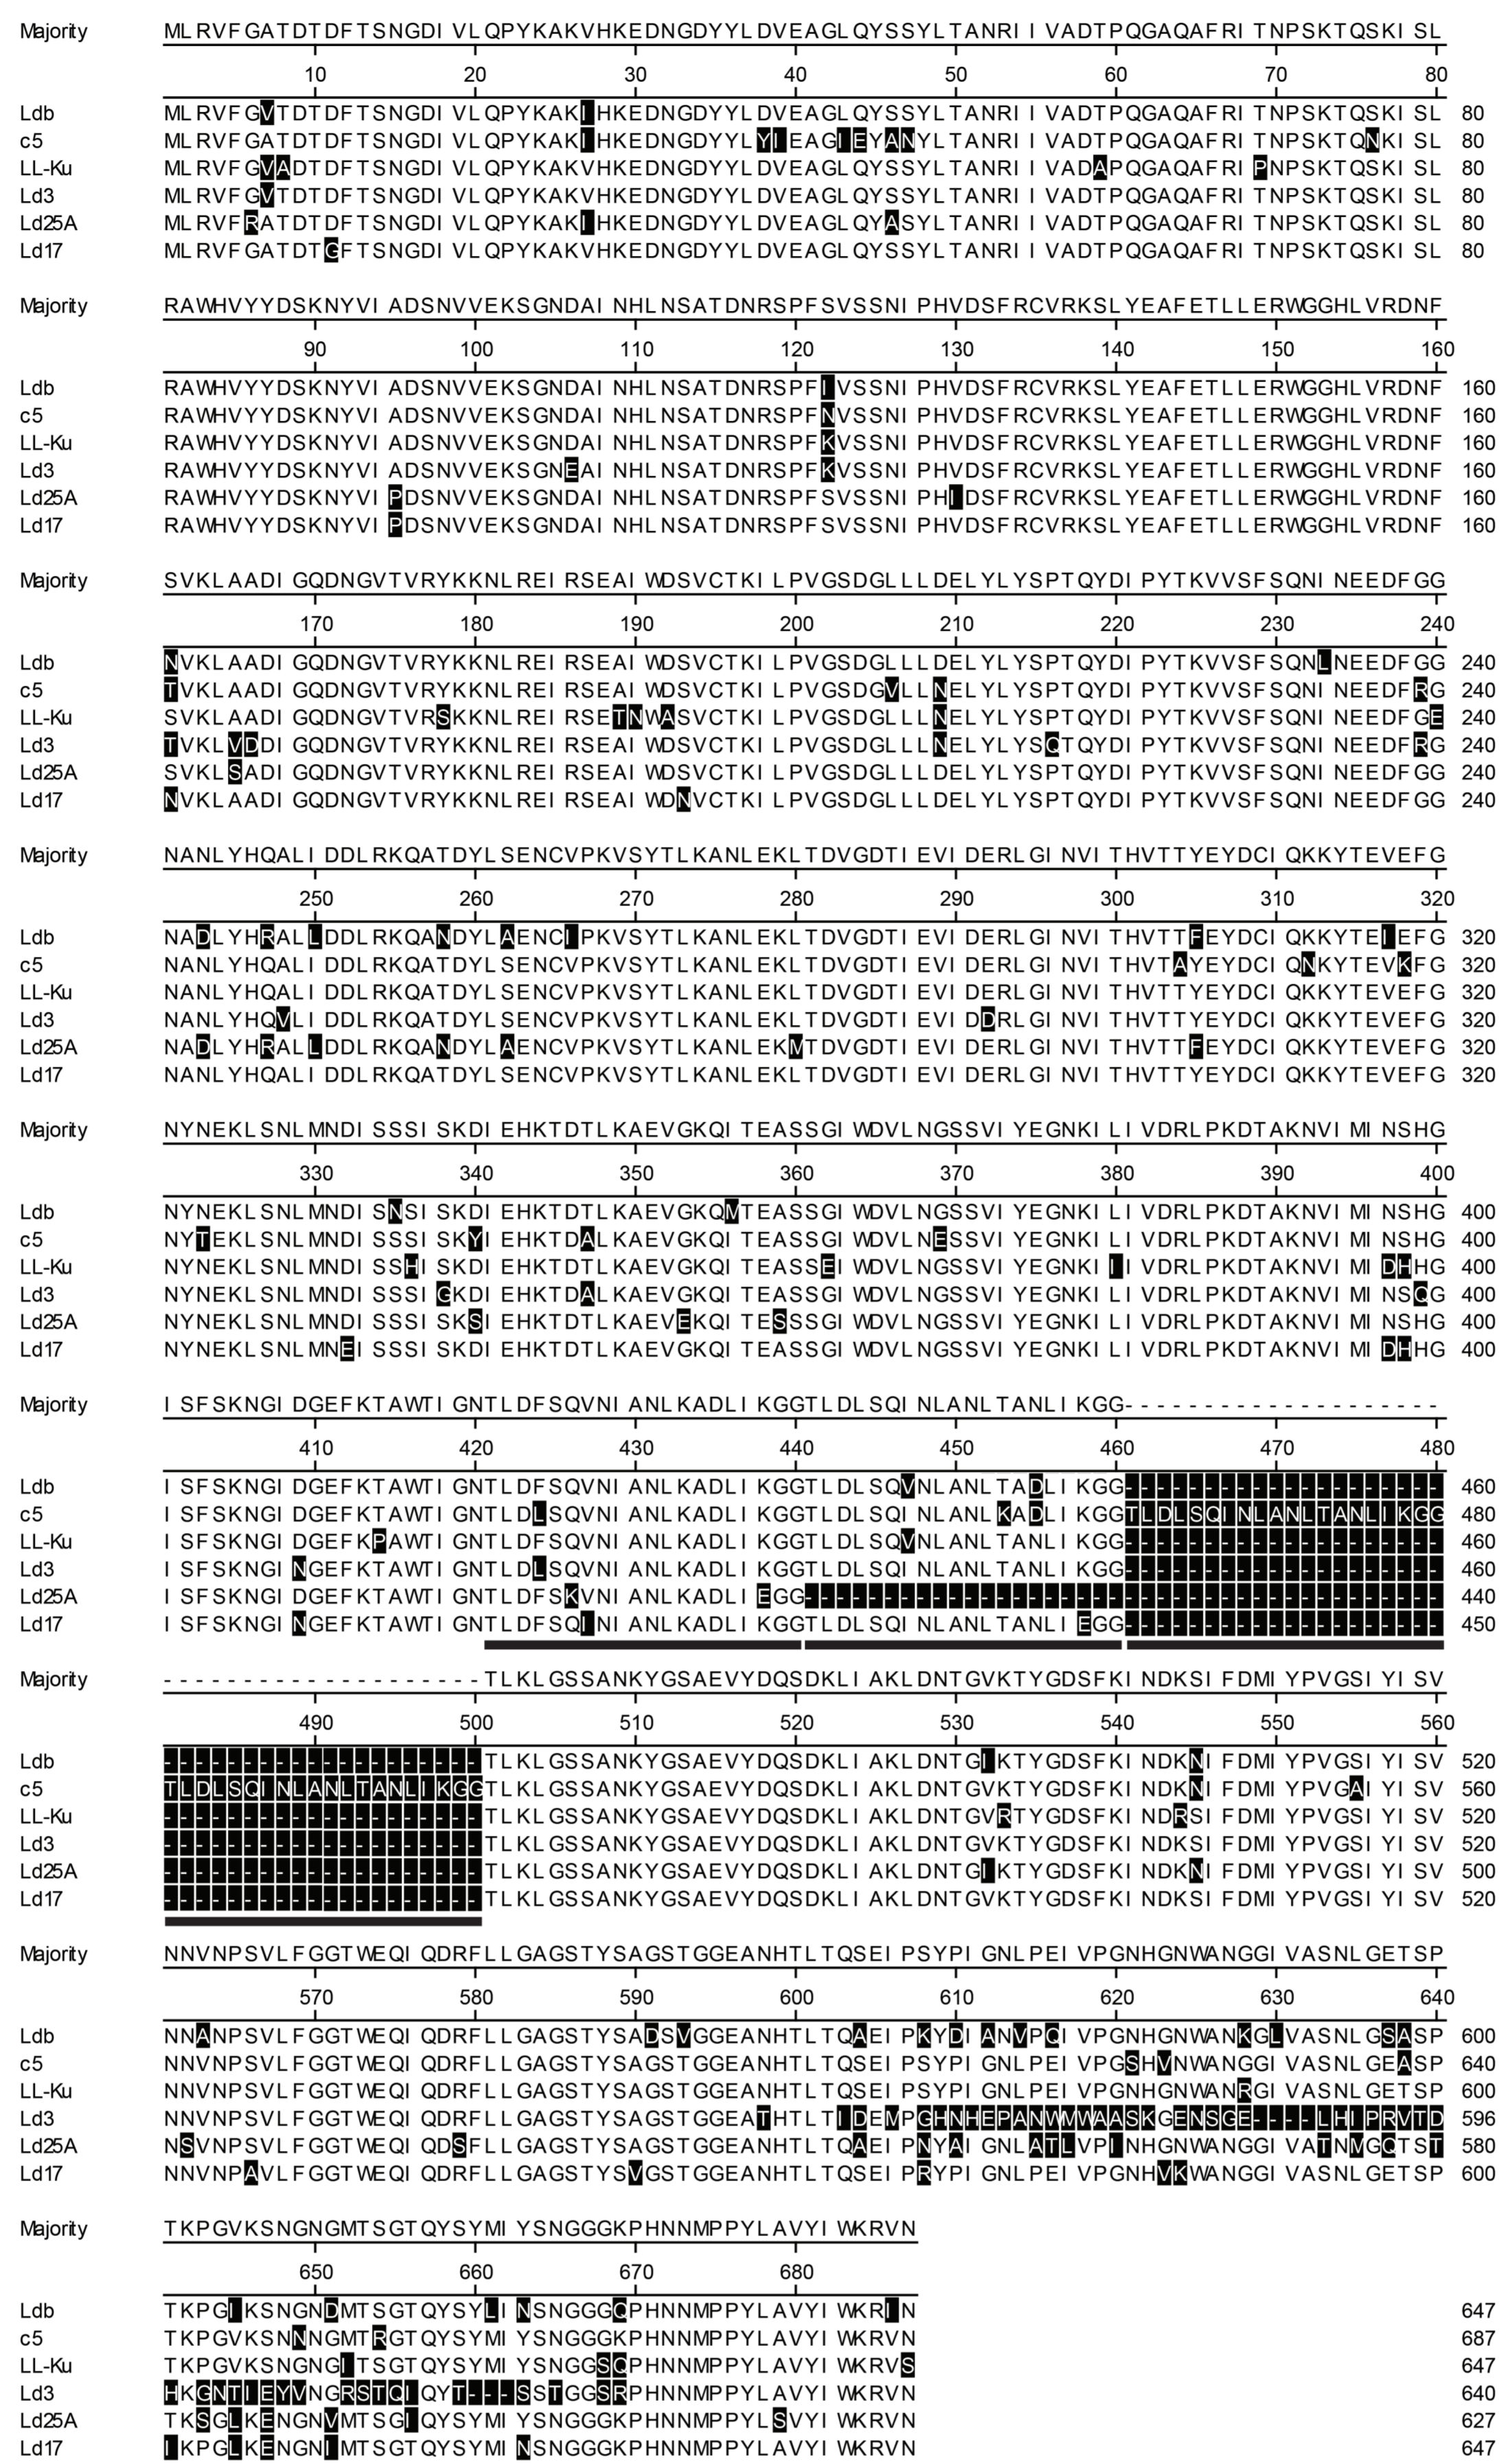 Majority MLRVFGATDTDFTSNGDIVLQPYKAKVHKEDNGDYYLDVEAGLQYSSYLTANRIIVADTPQGAQAFRITNPSKTQSKISL
10 20 30 40 50 60 70 80
Ldb MLRVFGVTDTDFTSNGDIVLQPYKAKIHKEDNGDYYLDVEAGLQYSSYLTANRIIVADTPQGAQAFRITNPSKTQSKISL 80
c5 MLRVFGATDTDFTSNGDIVLQPYKAKIHKEDNGDYYLYIEAGIEYANYLTANRIIVADTPQGAQAFRITNPSKTQNKISL 80
LL-Ku MLRVFGVADTDFTSNGDIVLQPYKAKVHKEDNGDYYLDVEAGLQYSSYLTANRIIVADAPQGAQAFRIPNPSKTQSKISL 80
Ld3 MLRVFGVTDTDFTSNGDIVLQPYKAKVHKEDNGDYYLDVEAGLQYSSYLTANRIIVADTPQGAQAFRITNPSKTQSKISL 80
Ld25A MLRVFRATDTDFTSNGDIVLQPYKAKIHKEDNGDYYLDVEAGLQYASYLTANRIIVADTPQGAQAFRITNPSKTQSKISL 80
Ld17 MLRVFGATDTGFTSNGDIVLQPYKAKVHKEDNGDYYLDVEAGLQYSSYLTANRIIVADTPQGAQAFRITNPSKTQSKISL 80
Majority RAWHVYYDSKNYVIADSNVVEKSGNDAINHLNSATDNRSPFSVSSNIPHVDSFRCVRKSLYEAFETLLERWGGHLVRDNF
90 100 110 120 130 140 150 160
Ldb RAWHVYYDSKNYVIADSNVVEKSGNDAINHLNSATDNRSPFIVSSNIPHVDSFRCVRKSLYEAFETLLERWGGHLVRDNF 160
c5 RAWHVYYDSKNYVIADSNVVEKSGNDAINHLNSATDNRSPFNVSSNIPHVDSFRCVRKSLYEAFETLLERWGGHLVRDNF 160
LL-Ku RAWHVYYDSKNYVIADSNVVEKSGNDAINHLNSATDNRSPFKVSSNIPHVDSFRCVRKSLYEAFETLLERWGGHLVRDNF 160
Ld3 RAWHVYYDSKNYVIADSNVVEKSGNEAINHLNSATDNRSPFKVSSNIPHVDSFRCVRKSLYEAFETLLERWGGHLVRDNF 160
Ld25A RAWHVYYDSKNYVIPDSNVVEKSGNDAINHLNSATDNRSPFSVSSNIPHIDSFRCVRKSLYEAFETLLERWGGHLVRDNF 160
Ld17 RAWHVYYDSKNYVIPDSNVVEKSGNDAINHLNSATDNRSPFSVSSNIPHVDSFRCVRKSLYEAFETLLERWGGHLVRDNF 160
Majority SVKLAADIGQDNGVTVRYKKNLREIRSEAIWDSVCTKILPVGSDGLLLDELYLYSPTQYDIPYTKVVSFSQNINEEDFGG
170 180 190 200 210 220 230 240
Ldb NVKLAADIGQDNGVTVRYKKNLREIRSEAIWDSVCTKILPVGSDGLLLDELYLYSPTQYDIPYTKVVSFSQNLNEEDFGG 240
c5 TVKLAADIGQDNGVTVRYKKNLREIRSEAIWDSVCTKILPVGSDGVLLNELYLYSPTQYDIPYTKVVSFSQNINEEDFRG 240
LL-Ku SVKLAADIGQDNGVTVRSKKNLREIRSETNWASVCTKILPVGSDGLLLNELYLYSPTQYDIPYTKVVSFSQNINEEDFGE 240
Ld3 TVKLVDDIGQDNGVTVRYKKNLREIRSEAIWDSVCTKILPVGSDGLLLNELYLYSQTQYDIPYTKVVSFSQNINEEDFRG 240
Ld25A SVKLSADIGQDNGVTVRYKKNLREIRSEAIWDSVCTKILPVGSDGLLLDELYLYSPTQYDIPYTKVVSFSQNINEEDFGG 240
Ld17 NVKLAADIGQDNGVTVRYKKNLREIRSEAIWDNVCTKILPVGSDGLLLDELYLYSPTQYDIPYTKVVSFSQNINEEDFGG 240
Majority NANLYHQALIDDLRKQATDYLSENCVPKVSYTLKANLEKLTDVGDTIEVIDERLGINVITHVTTYEYDCIQKKYTEVEFG
250 260 270 280 290 300 310 320
Ldb NADLYHRALLDDLRKQANDYLAENCIPKVSYTLKANLEKLTDVGDTIEVIDERLGINVITHVTTFEYDCIQKKYTEIEFG 320
c5 NANLYHQALIDDLRKQATDYLSENCVPKVSYTLKANLEKLTDVGDTIEVIDERLGINVITHVTAYEYDCIQNKYTEVKFG 320
LL-Ku NANLYHQALIDDLRKQATDYLSENCVPKVSYTLKANLEKLTDVGDTIEVIDERLGINVITHVTTYEYDCIQKKYTEVEFG 320
Ld3 NANLYHQVLIDDLRKQATDYLSENCVPKVSYTLKANLEKLTDVGDTIEVIDDRLGINVITHVTTYEYDCIQKKYTEVEFG 320
Ld25A NADLYHRALLDDLRKQANDYLAENCVPKVSYTLKANLEKMTDVGDTIEVIDERLGINVITHVTTFEYDCIQKKYTEVEFG 320
Ld17 NANLYHQALIDDLRKQATDYLSENCVPKVSYTLKANLEKLTDVGDTIEVIDERLGINVITHVTTYEYDCIQKKYTEVEFG 320
Majority NYNEKLSNLMNDISSSISKDIEHKTDTLKAEVGKQITEASSGIWDVLNGSSVIYEGNKILIVDRLPKDTAKNVIMINSHG
330 340 350 360 370 380 390 400
Ldb NYNEKLSNLMNDISNSISKDIEHKTDTLKAEVGKQMTEASSGIWDVLNGSSVIYEGNKILIVDRLPKDTAKNVIMINSHG 400
c5 NYTEKLSNLMNDISSSISKYIEHKTDALKAEVGKQITEASSGIWDVLNESSVIYEGNKILIVDRLPKDTAKNVIMINSHG 400
LL-Ku NYNEKLSNLMNDISSHISKDIEHKTDTLKAEVGKQITEASSEIWDVLNGSSVIYEGNKIIIVDRLPKDTAKNVIMIDHHG 400
Ld3 NYNEKLSNLMNDISSSIGKDIEHKTDALKAEVGKQITEASSGIWDVLNGSSVIYEGNKILIVDRLPKDTAKNVIMINSQG 400
Ld25A NYNEKLSNLMNDISSSISKSIEHKTDTLKAEVEKQITESSSGIWDVLNGSSVIYEGNKILIVDRLPKDTAKNVIMINSHG 400
Ld17 NYNEKLSNLMNEISSSISKDIEHKTDTLKAEVGKQITEASSGIWDVLNGSSVIYEGNKILIVDRLPKDTAKNVIMIDHHG 400
Majority ISFSKNGIDGEFKTAWTIGNTLDFSQVNIANLKADLIKGGTLDLSQINLANLTANLIKGG--------------------
410 420 430 440 450 460 470 480
Ldb ISFSKNGIDGEFKTAWTIGNTLDFSQVNIANLKADLIKGGTLDLSQVNLANLTADLIKGG-------------------- 460
c5 ISFSKNGIDGEFKTAWTIGNTLDLSQVNIANLKADLIKGGTLDLSQINLANLKADLIKGGTLDLSQINLANLTANLIKGG 480
LL-Ku ISFSKNGIDGEFKPAWTIGNTLDFSQVNIANLKADLIKGGTLDLSQVNLANLTANLIKGG-------------------- 460
Ld3 ISFSKNGINGEFKTAWTIGNTLDLSQVNIANLKADLIKGGTLDLSQINLANLTANLIKGG-------------------- 460
Ld25A ISFSKNGIDGEFKTAWTIGNTLDFSKVNIANLKADLIEGG---------------------------------------- 440
Ld17 ISFSKNGINGEFKTAWTIGNTLDFSQINIANLKADLIKGGTLDLSQINLANLTANLIEGG-------------------- 450
Majority --------------------TLKLGSSANKYGSAEVYDQSDKLIAKLDNTGVKTYGDSFKINDKSIFDMIYPVGSIYISV
490 500 510 520 530 540 550 560
Ldb --------------------TLKLGSSANKYGSAEVYDQSDKLIAKLDNTGIKTYGDSFKINDKNIFDMIYPVGSIYISV 520
c5 TLDLSQINLANLTANLIKGGTLKLGSSANKYGSAEVYDQSDKLIAKLDNTGVKTYGDSFKINDKNIFDMIYPVGAIYISV 560
LL-Ku --------------------TLKLGSSANKYGSAEVYDQSDKLIAKLDNTGVRTYGDSFKINDRSIFDMIYPVGSIYISV 520
Ld3 --------------------TLKLGSSANKYGSAEVYDQSDKLIAKLDNTGVKTYGDSFKINDKSIFDMIYPVGSIYISV 520
Ld25A --------------------TLKLGSSANKYGSAEVYDQSDKLIAKLDNTGIKTYGDSFKINDKNIFDMIYPVGSIYISV 500
Ld17 --------------------TLKLGSSANKYGSAEVYDQSDKLIAKLDNTGVKTYGDSFKINDKSIFDMIYPVGSIYISV 520
Majority NNVNPSVLFGGTWEQIQDRFLLGAGSTYSAGSTGGEANHTLTQSEIPSYPIGNLPEIVPGNHGNWANGGIVASNLGETSP
570 580 590 600 610 620 630 640
Ldb NNANPSVLFGGTWEQIQDRFLLGAGSTYSADSVGGEANHTLTQAEIPKYDIANVPQIVPGNHGNWANKGLVASNLGSASP 600
c5 NNVNPSVLFGGTWEQIQDRFLLGAGSTYSAGSTGGEANHTLTQSEIPSYPIGNLPEIVPGSHVNWANGGIVASNLGEASP 640
LL-Ku NNVNPSVLFGGTWEQIQDRFLLGAGSTYSAGSTGGEANHTLTQSEIPSYPIGNLPEIVPGNHGNWANRGIVASNLGETSP 600
Ld3 NNVNPSVLFGGTWEQIQDRFLLGAGSTYSAGSTGGEATHTLTIDEMPGHNHEPANWMWAASKGENSGE----LHIPRVTD 596
Ld25A NSVNPSVLFGGTWEQIQDSFLLGAGSTYSAGSTGGEANHTLTQAEIPNYAIGNLATLVPINHGNWANGGIVATNMGQTST 580
Ld17 NNVNPAVLFGGTWEQIQDRFLLGAGSTYSVGSTGGEANHTLTQSEIPRYPIGNLPEIVPGNHVKWANGGIVASNLGETSP 600
Majority TKPGVKSNGNGMTSGTQYSYMIYSNGGGKPHNNMPPYLAVYIWKRVN
650 660 670 680
Ldb TKPGIKSNGNDMTSGTQYSYLINSNGGGQPHNNMPPYLAVYIWKRIN 647
c5 TKPGVKSNNNGMTRGTQYSYMIYSNGGGKPHNNMPPYLAVYIWKRVN 687
LL-Ku TKPGVKSNGNGITSGTQYSYMIYSNGGSQPHNNMPPYLAVYIWKRVS 647
Ld3 HKGNTIEYVNGRSTQIQYT---SSTGGSRPHNNMPPYLAVYIWKRVN 640
Ld25A TKSGLKENGNVMTSGIQYSYMIYSNGGGKPHNNMPPYLSVYIWKRVN 627
Ld17 IKPGLKENGNIMTSGTQYSYMINSNGGGKPHNNMPPYLAVYIWKRVN 647